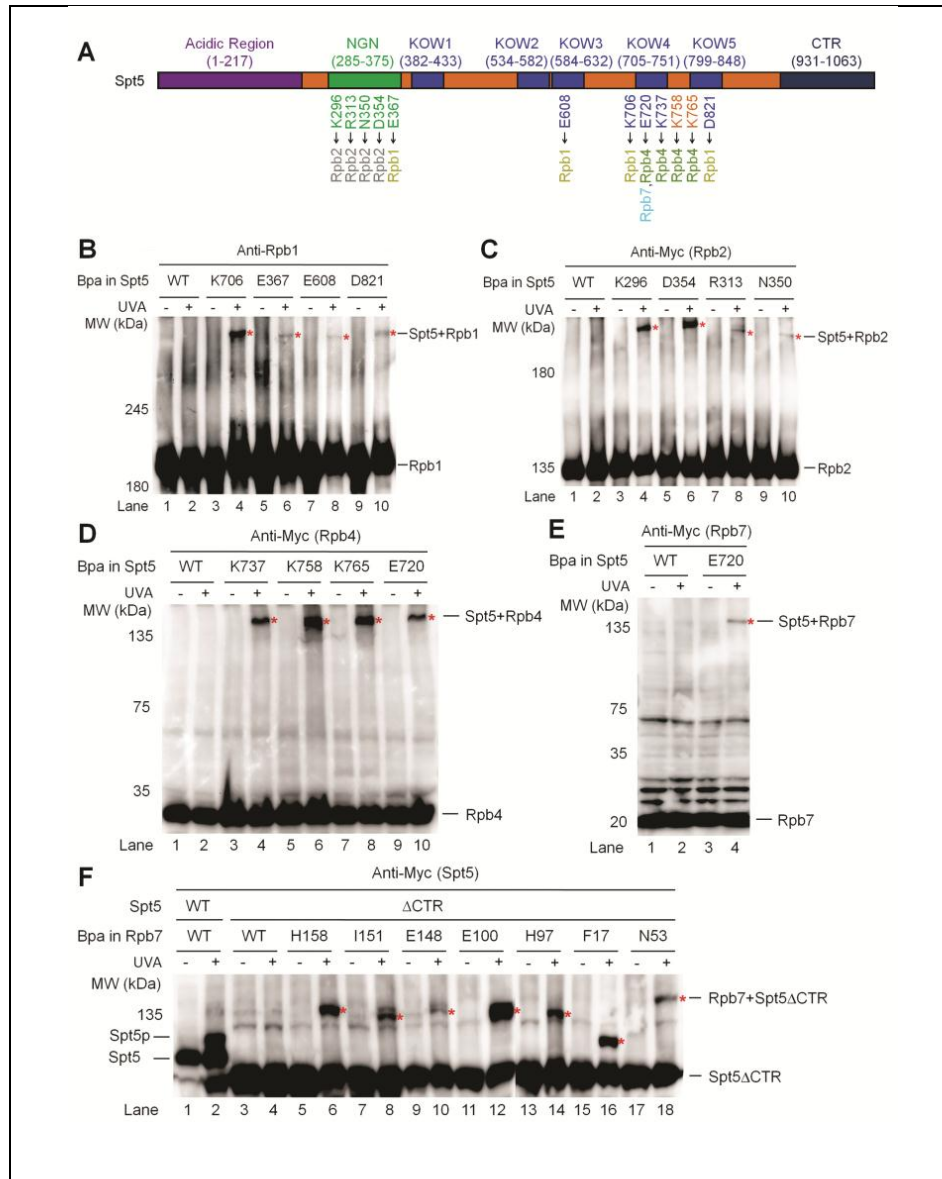 A
Acidic Region NGN KOW1 KOW2 KOW3 KOW4 KOW5 CTR
(1-217) (285-375) (382-433) (534-582) (584-632) (705-751) (799-848) (931-1063)
Spt5
Rpb2 ← K296
Rpb2 ← R313
Rpb2 ← N350
Rpb2 ← D354
Rpb1 ← E367
Rpb1 ← E608
Rpb1 ← K706
Rpb7,Rpb4 ← E720
Rpb4 ← K737
Rpb4 ← K758
Rpb4 ← K765
Rpb1 ← D821
B
Anti-Rpb1
Bpa in Spt5 WT K706 E367 E608 D821
UVA - + - + - + - + - +
MW (kDa)
* * * * Spt5+Rpb1
245
Rpb1
180
Lane 1 2 3 4 5 6 7 8 9 10
C
Anti-Myc (Rpb2)
Bpa in Spt5 WT K296 D354 R313 N350
UVA - + - + - + - + - +
MW (kDa)
* * * * Spt5+Rpb2
180
135 Rpb2
Lane 1 2 3 4 5 6 7 8 9 10
D
Anti-Myc (Rpb4)
Bpa in Spt5 WT K737 K758 K765 E720
UVA - + - + - + - + - +
MW (kDa)
* * * * Spt5+Rpb4
135
75
35
Rpb4
Lane 1 2 3 4 5 6 7 8 9 10
E
Anti-Myc (Rpb7)
Bpa in Spt5 WT E720
UVA - + - +
MW (kDa)
135 * Spt5+Rpb7
75
35
20 Rpb7
Lane 1 2 3 4
F
Anti-Myc (Spt5)
Spt5 WT ΔCTR
Bpa in Rpb7 WT WT H158 I151 E148 E100 H97 F17 N53
UVA - + - + - + - + - + - + - + - + - +
MW (kDa)
* Rpb7+Spt5ΔCTR
135 * * * * *
Spt5p *
Spt5
Spt5ΔCTR
Lane 1 2 3 4 5 6 7 8 9 10 11 12 13 14 15 16 17 18